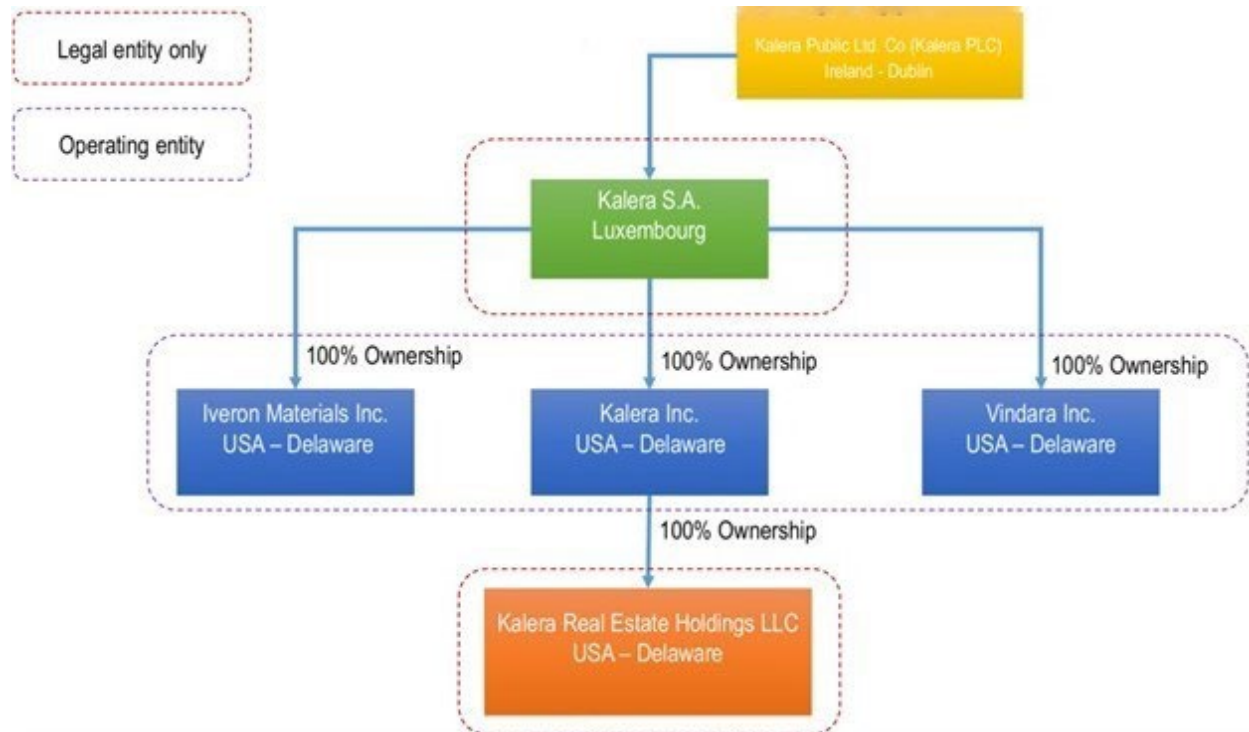 Legal entity only
Operating entity
Kalera Public Ltd. Co (Kalera PLC)
Ireland - Dublin
Kalera S.A.
Luxembourg
100% Ownership
100% Ownership
100% Ownership
Iveron Materials Inc.
USA – Delaware
Kalera Inc.
USA – Delaware
Vindara Inc.
USA – Delaware
100% Ownership
Kalera Real Estate Holdings LLC
USA – Delaware